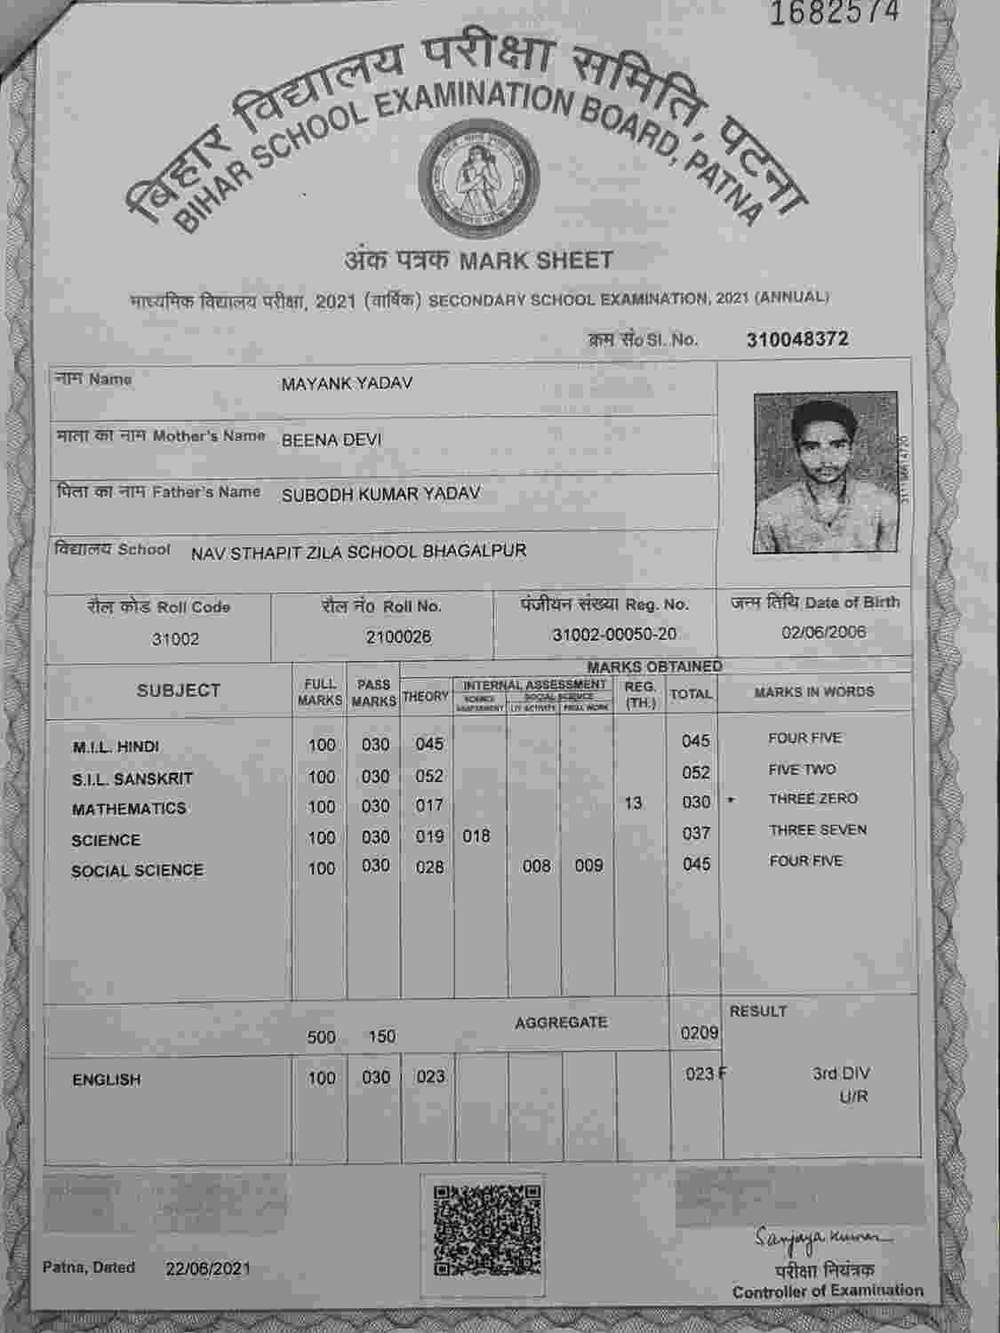 1682574
बिहार विद्यालय परीक्षा समिति, पटना
BIHAR SCHOOL EXAMINATION BOARD, PATNA
अंक पत्रक MARK SHEET
माध्यमिक विद्यालय परीक्षा, 2021 (वार्षिक) SECONDARY SCHOOL EXAMINATION, 2021 (ANNUAL)
क्रम सं० Sl. No. 310048372
नाम Name MAYANK YADAV
माता का नाम Mother's Name BEENA DEVI
पिता का नाम Father's Name SUBODH KUMAR YADAV
विद्यालय School NAV STHAPIT ZILA SCHOOL BHAGALPUR
रौल कोड Roll Code रौल नं० Roll No. पंजीयन संख्या Reg. No. जन्म तिथि Date of Birth
31002 2100026 31002-00050-20 02/06/2006
MARKS OBTAINED
SUBJECT FULL MARKS PASS MARKS THEORY INTERNAL ASSESSMENT REG. (TH.) TOTAL MARKS IN WORDS
SCIENCE SOCIAL SCIENCE
LIT ACTIVITY PROJ. WORK
M.I.L. HINDI 100 030 045 045 FOUR FIVE
S.I.L. SANSKRIT 100 030 052 052 FIVE TWO
MATHEMATICS 100 030 017 13 030 * THREE ZERO
SCIENCE 100 030 019 018 037 THREE SEVEN
SOCIAL SCIENCE 100 030 028 008 009 045 FOUR FIVE
500 150 AGGREGATE 0209 RESULT
ENGLISH 100 030 023 023 F 3rd DIV
U/R
Sanjaya Kumar
Patna, Dated 22/06/2021
परीक्षा नियंत्रक
Controller of Examination